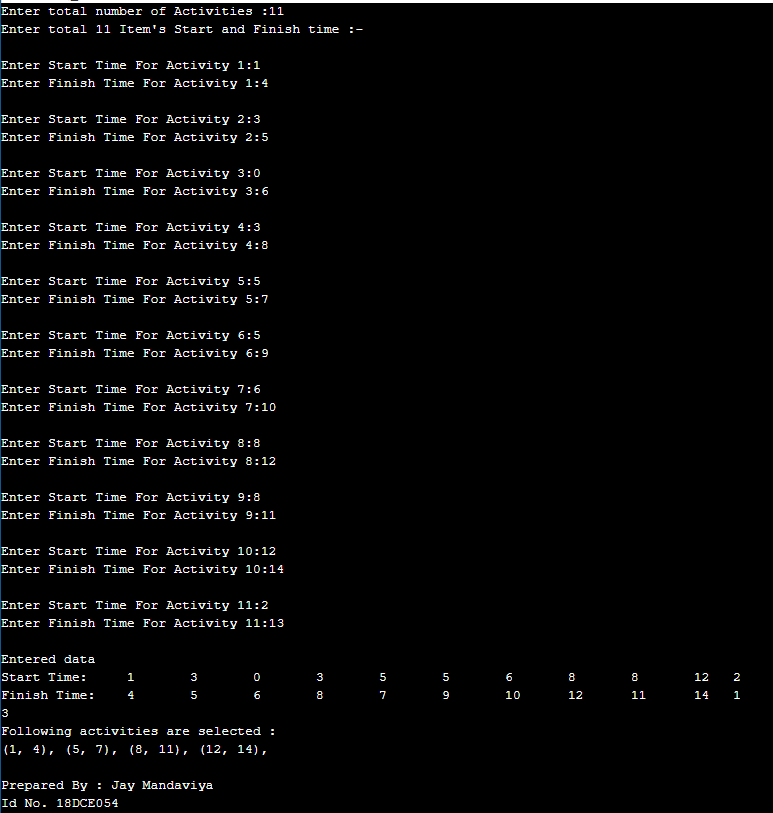 Enter total number of Activities :11
Enter total 11 Item's Start and Finish time :-
Enter Start Time For Activity 1:1
Enter Finish Time For Activity 1:4
Enter Start Time For Activity 2:3
Enter Finish Time For Activity 2:5
Enter Start Time For Activity 3:0
Enter Finish Time For Activity 3:6
Enter Start Time For Activity 4:3
Enter Finish Time For Activity 4:8
Enter Start Time For Activity 5:5
Enter Finish Time For Activity 5:7
Enter Start Time For Activity 6:5
Enter Finish Time For Activity 6:9
Enter Start Time For Activity 7:6
Enter Finish Time For Activity 7:10
Enter Start Time For Activity 8:8
Enter Finish Time For Activity 8:12
Enter Start Time For Activity 9:8
Enter Finish Time For Activity 9:11
Enter Start Time For Activity 10:12
Enter Finish Time For Activity 10:14
Enter Start Time For Activity 11:2
Enter Finish Time For Activity 11:13
Entered data
Start Time: 1 3 0 3 5 5 6 8 8 12 2
Finish Time: 4 5 6 8 7 9 10 12 11 14 1
3
Following activities are selected :
(1, 4), (5, 7), (8, 11), (12, 14),
Prepared By : Jay Mandaviya
Id No. 18DCE054